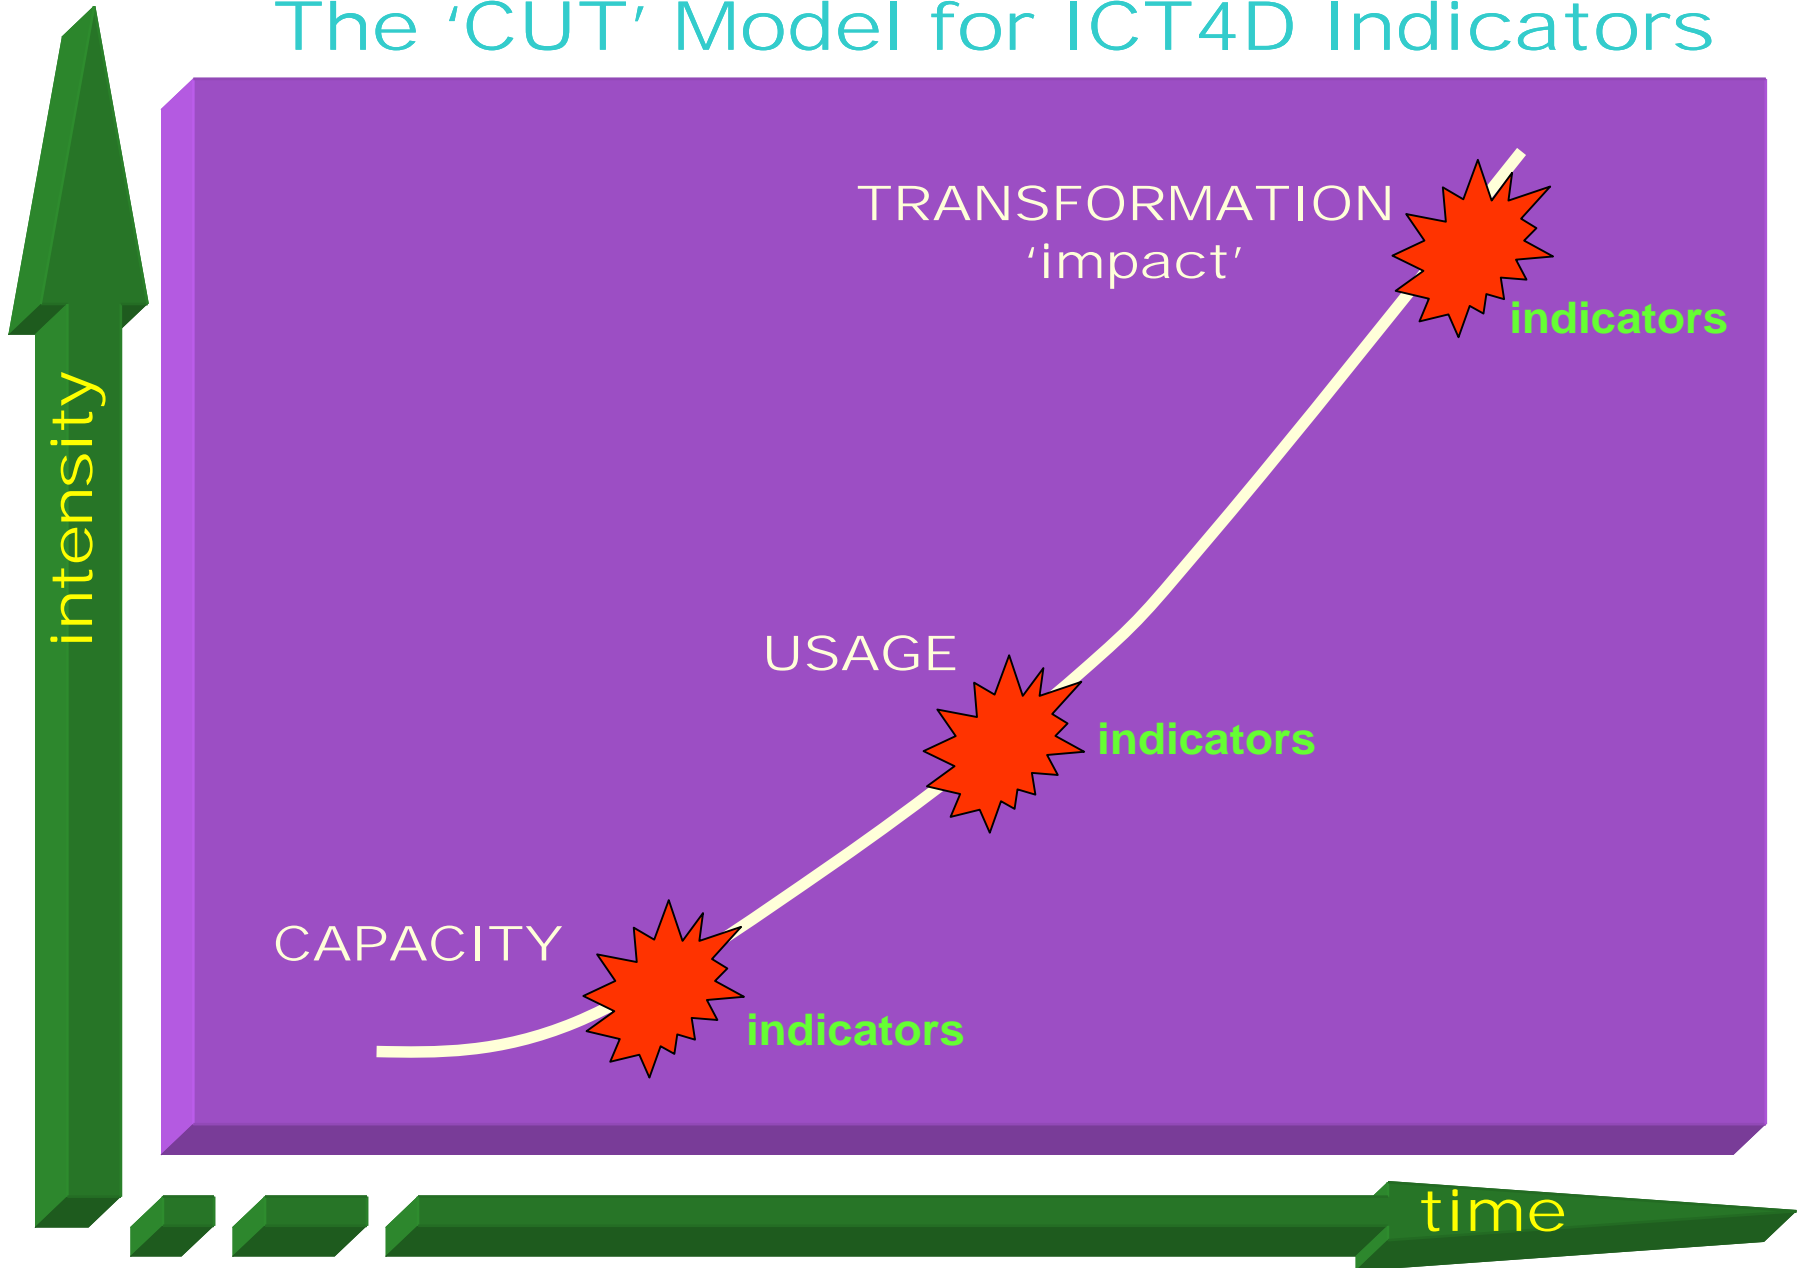 The ‘CUT’ Model for ICT4D Indicators
TRANSFORMATION
‘impact’
indicators
intensity
USAGE
indicators
CAPACITY
indicators
time